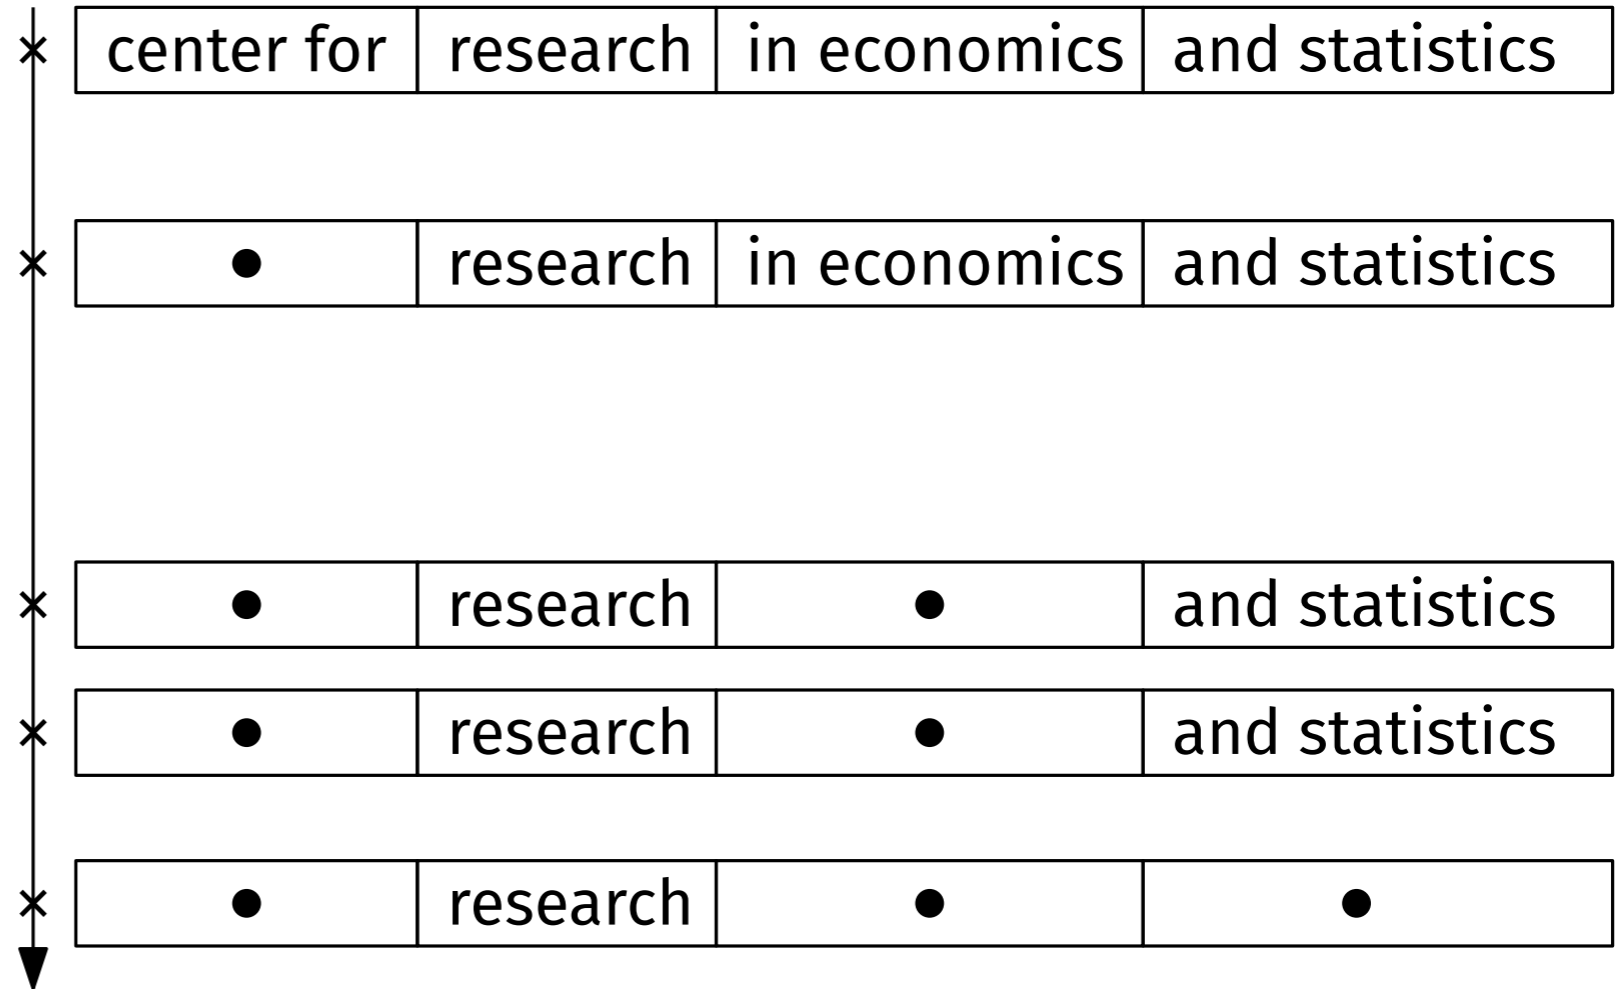 center for research in economics and statistics
● research in economics and statistics
● research ● and statistics
● research ● and statistics
● research ● ●